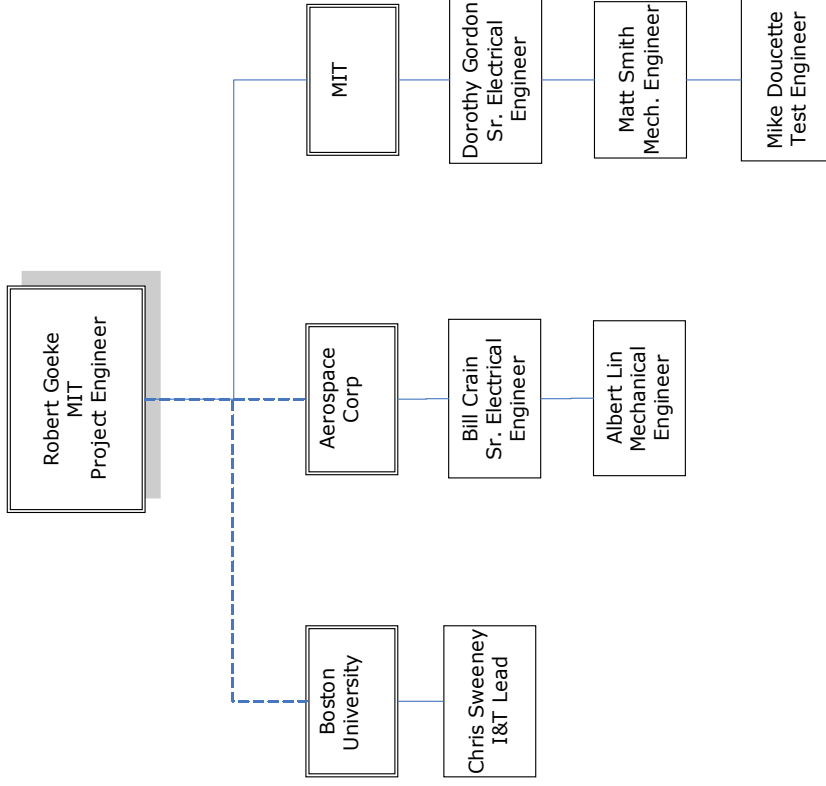 Robert Goeke
MIT
Project Engineer
Boston
University
Aerospace
Corp
MIT
Chris Sweeney
I&T Lead
Bill Crain
Sr. Electrical
Engineer
Dorothy Gordon
Sr. Electrical
Engineer
Albert Lin
Mechanical
Engineer
Matt Smith
Mech. Engineer
Mike Doucette
Test Engineer